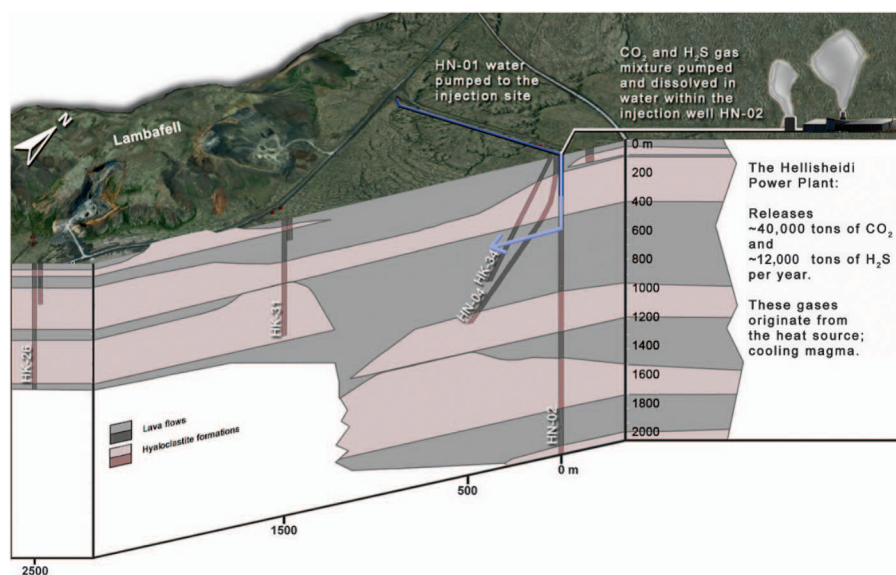 HN-01 water
pumped to the
injection site
CO₂ and H₂S gas
mixture pumped
and dissolved in
water within the
injection well HN-02
N
Lambafell
0 m
200
400
600
800
1000
1200
1400
1600
1800
2000
The Hellisheidi
Power Plant:
Releases
~40,000 tons of CO₂
and
~12,000 tons of H₂S
per year.
These gases
originate from
the heat source;
cooling magma.
HK-34
HN-04
HK-31
HK-26
HN-02
Lava flows
Hyaloclastite formations
0 m
500
1500
2500